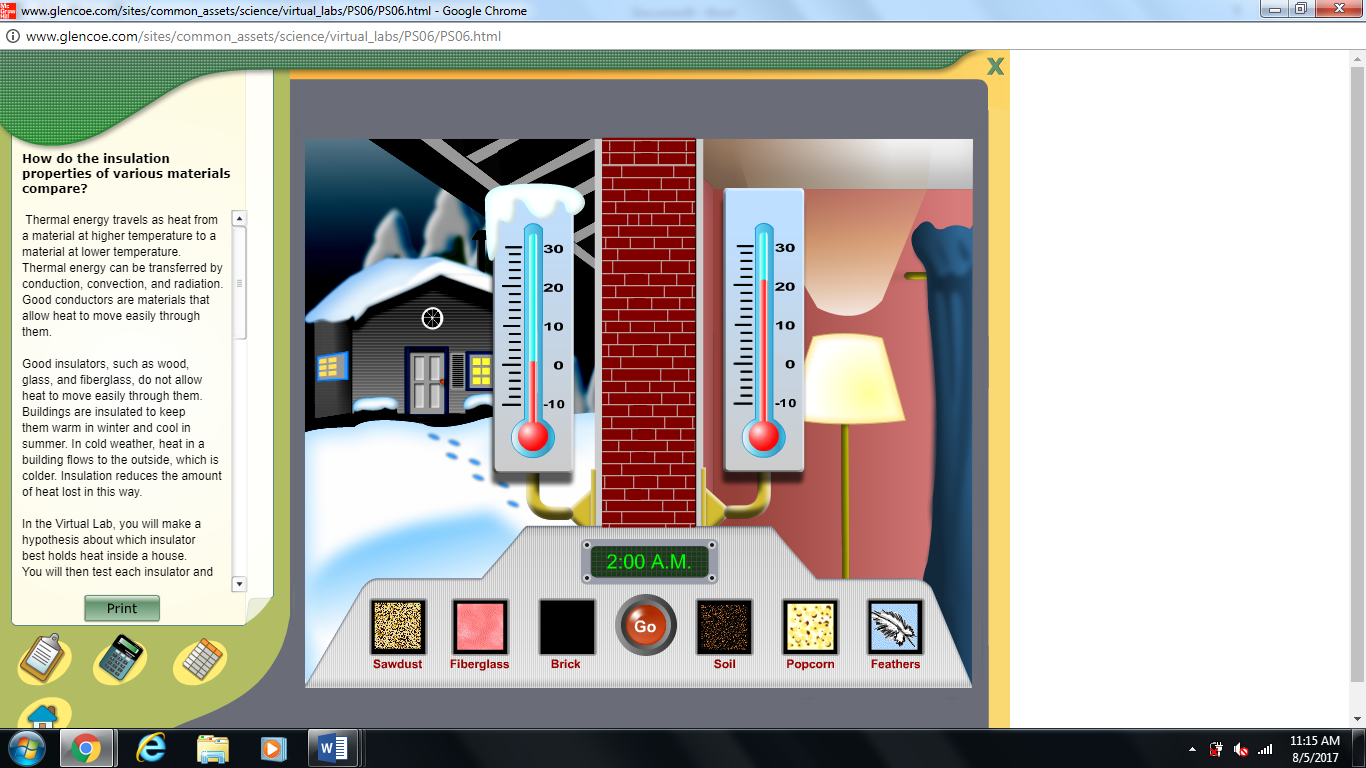 Mc
Graw
Hill
www.glencoe.com/sites/common_assets/science/virtual_labs/PS06/PS06.html - Google Chrome
www.glencoe.com/sites/common_assets/science/virtual_labs/PS06/PS06.html
X
How do the insulation
properties of various materials
compare?
Thermal energy travels as heat from
a material at higher temperature to a
material at lower temperature.
Thermal energy can be transferred by
conduction, convection, and radiation.
Good conductors are materials that
allow heat to move easily through
them.
Good insulators, such as wood,
glass, and fiberglass, do not allow
heat to move easily through them.
Buildings are insulated to keep
them warm in winter and cool in
summer. In cold weather, heat in a
building flows to the outside, which is
colder. Insulation reduces the amount
of heat lost in this way.
In the Virtual Lab, you will make a
hypothesis about which insulator
best holds heat inside a house.
You will then test each insulator and
Print
30
20
10
0
-10
30
20
10
0
-10
2:00 A.M.
Sawdust
Fiberglass
Brick
Go
Soil
Popcorn
Feathers
11:15 AM
8/5/2017